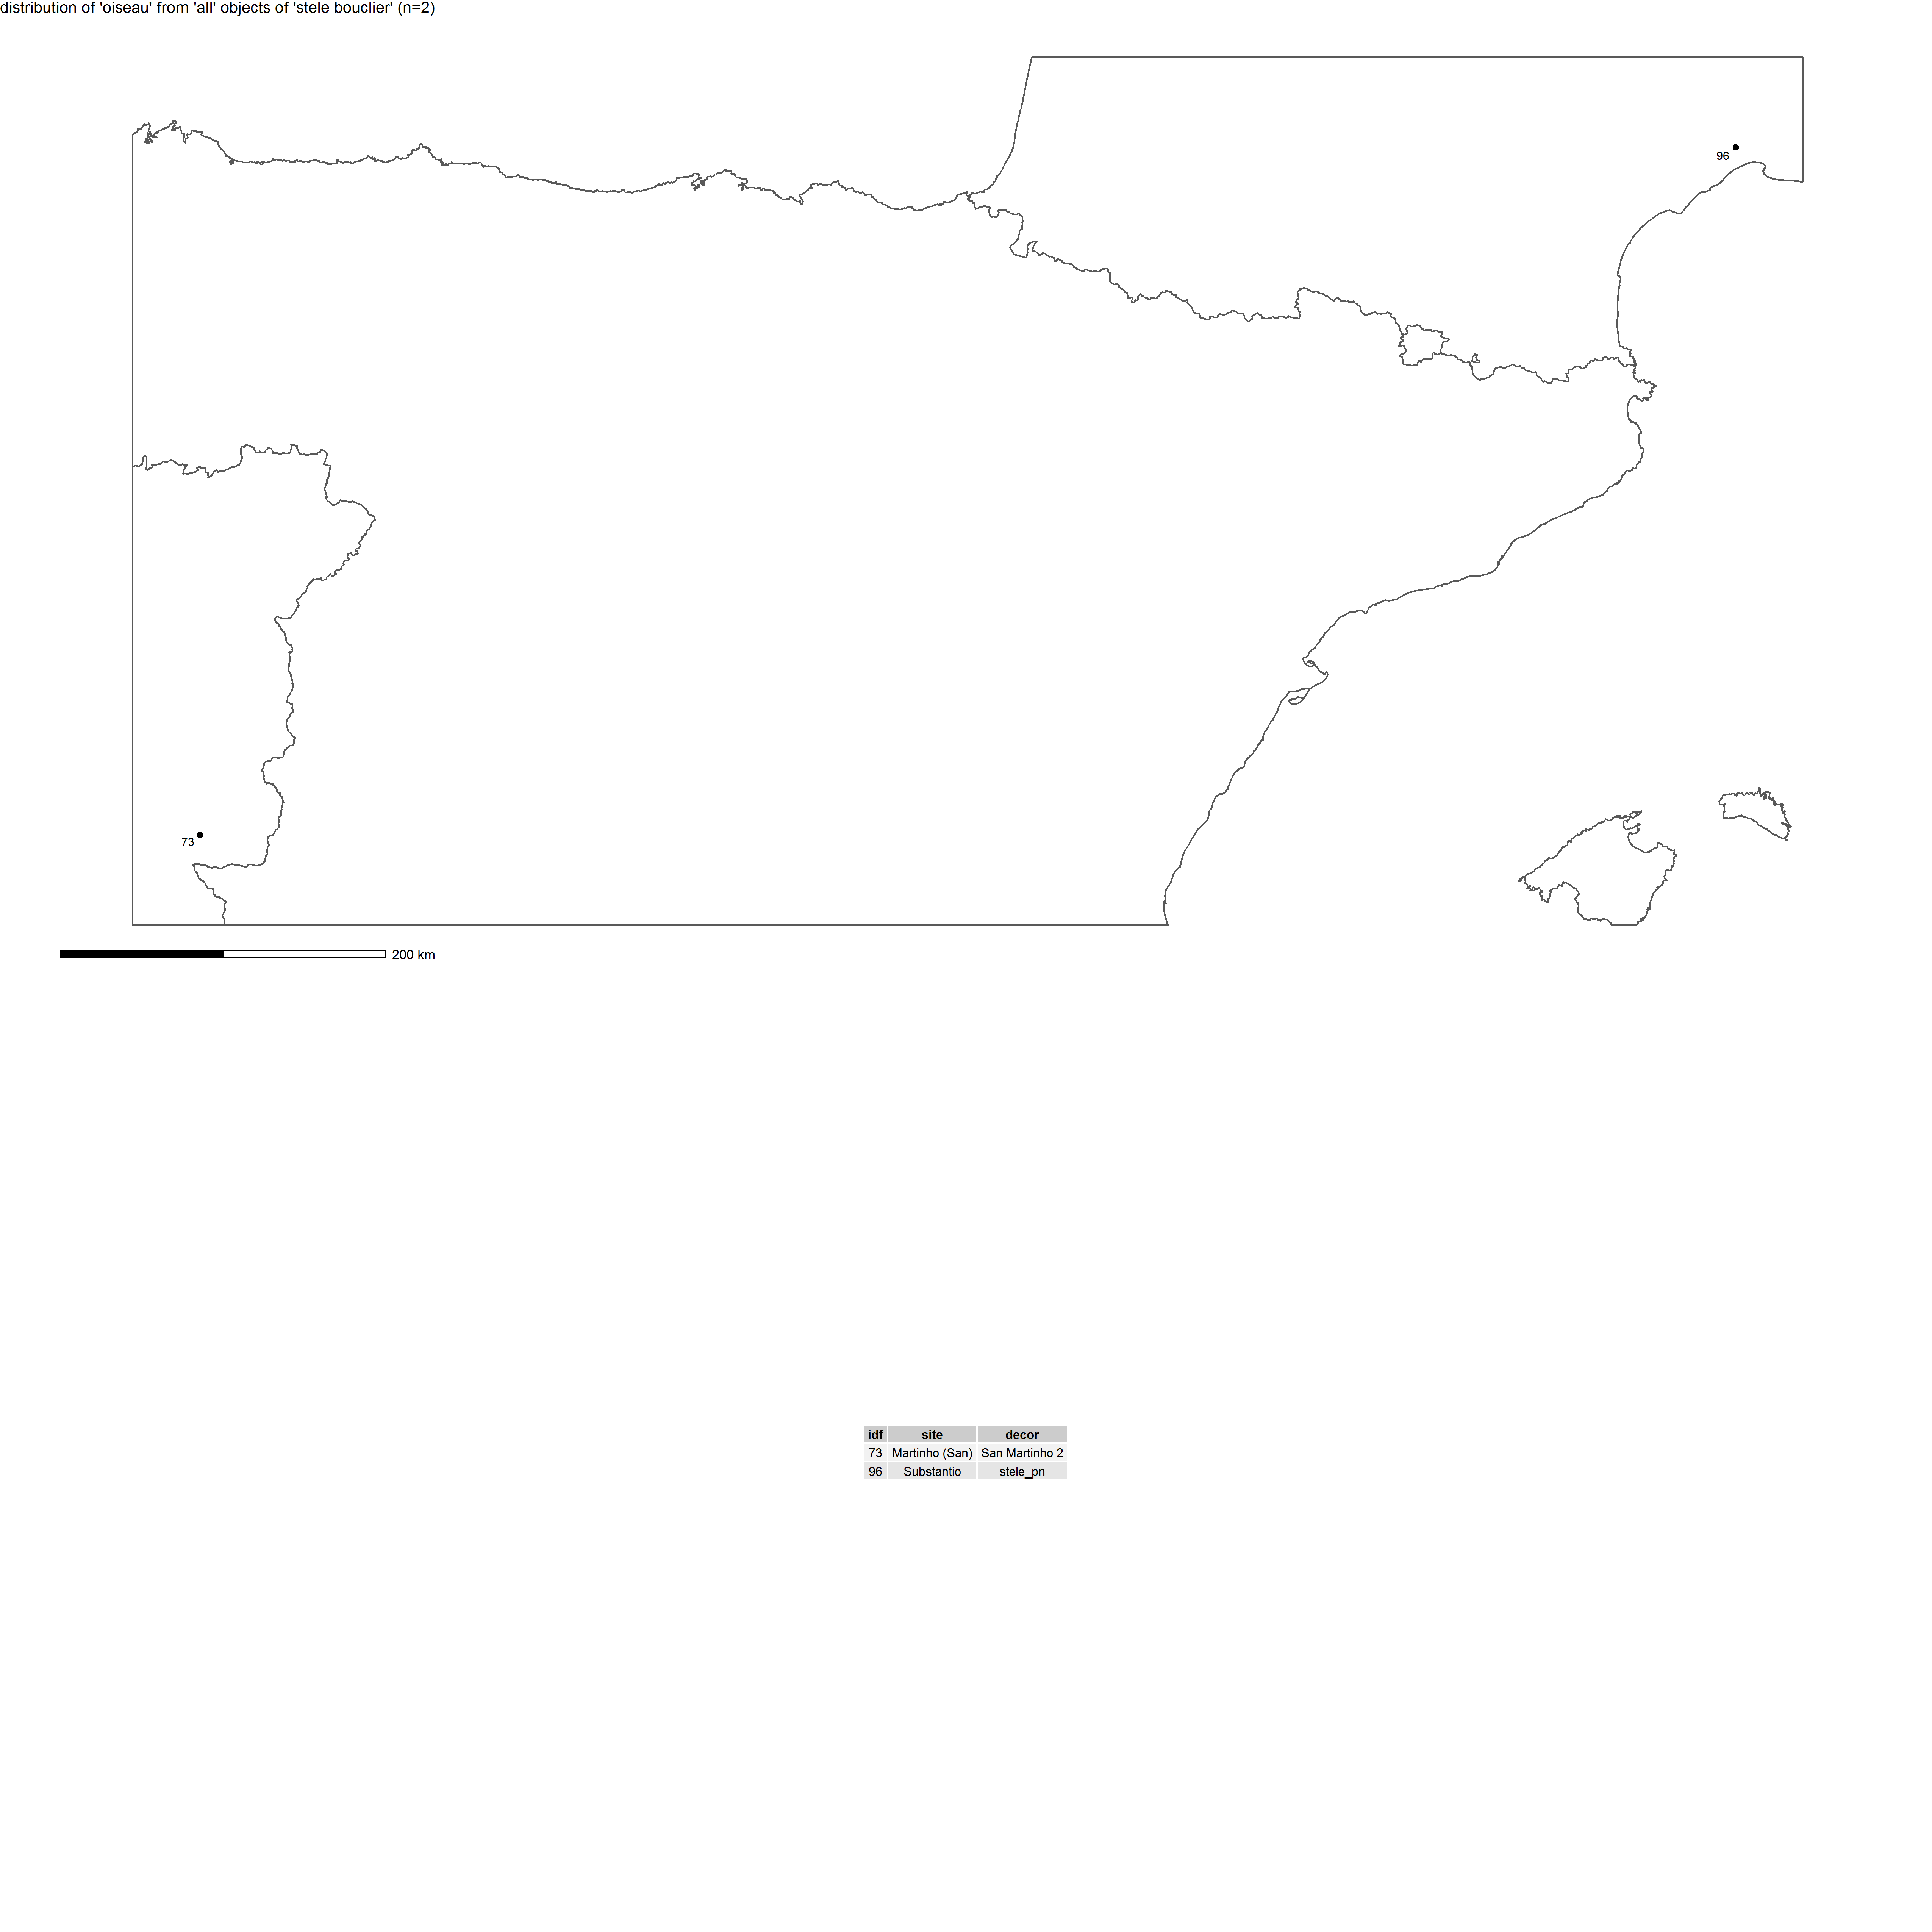 distribution of 'oiseau' from 'all' objects of 'stele bouclier' (n=2)
96
73
200 km
idf site decor
73 Martinho (San) San Martinho 2
96 Substantio stele_pn